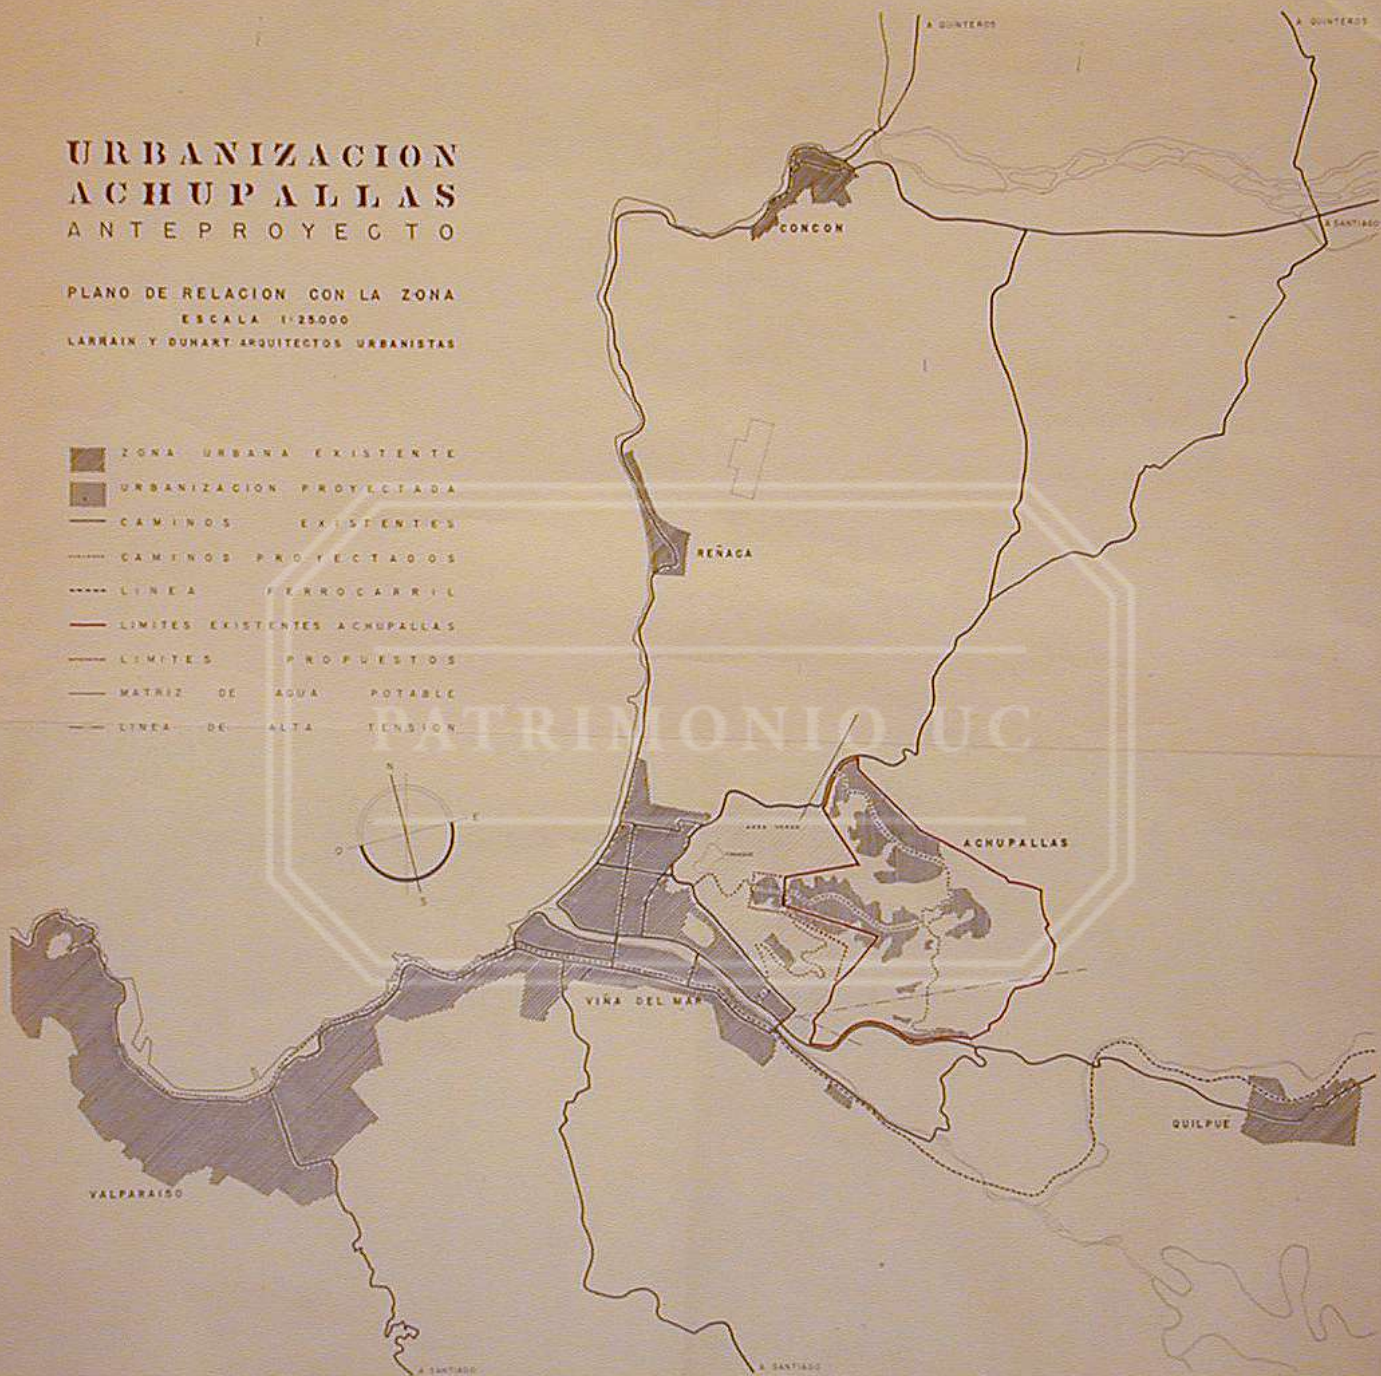 URBANIZACION
ACHUPALLAS
ANTEPROYECTO
PLANO DE RELACION CON LA ZONA
ESCALA 1:25.000
LARRAIN Y DUHART ARQUITECTOS URBANISTAS
ZONA URBANA EXISTENTE
URBANIZACION PROYECTADA
CAMINOS EXISTENTES
CAMINOS PROYECTADOS
LINEA FERROCARRIL
LIMITES EXISTENTES ACHUPALLAS
LIMITES PROPUESTOS
MATRIZ DE AGUA POTABLE
LINEA DE ALTA TENSION
N
E
S
O
A QUINTEROS
A QUINTEROS
A SANTIAGO
CONCON
REÑACA
PATRIMONIO UC
AREA VERDE
ACHUPALLAS
VIÑA DEL MAR
QUILPUE
VALPARAISO
A SANTIAGO
A SANTIAGO